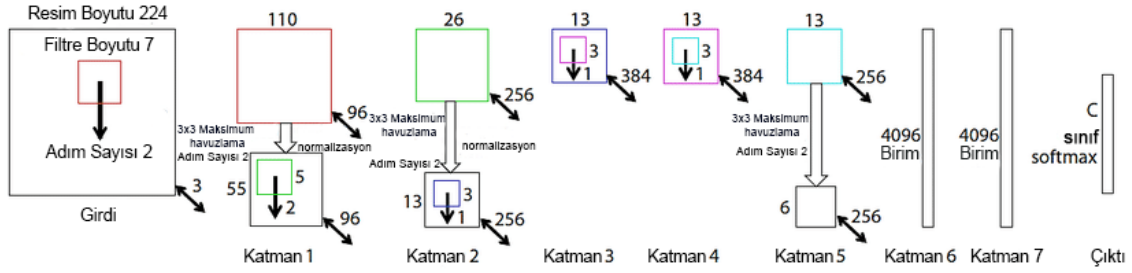 Resim Boyutu 224
Filtre Boyutu 7
Adım Sayısı 2
3
Girdi
110
96
3x3 Maksimum
havuzlama
Adım Sayısı 2
normalizasyon
55
5
2
96
Katman 1
26
256
3x3 Maksimum
havuzlama
Adım Sayısı 2
normalizasyon
13
3
1
256
Katman 2
13
3
1
384
Katman 3
13
3
1
384
Katman 4
13
256
3x3 Maksimum
havuzlama
Adım Sayısı 2
6
256
Katman 5
4096
Birim
Katman 6
4096
Birim
Katman 7
C
sınıf
softmax
Çıktı